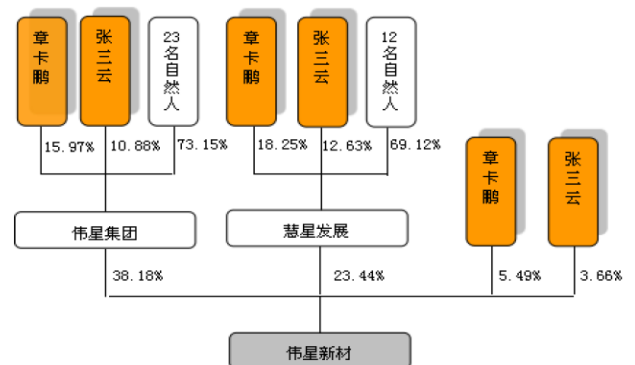 章卡鹏
张三云
23名自然人
章卡鹏
张三云
12名自然人
15.97%
10.88%
73.15%
18.25%
12.63%
69.12%
章卡鹏
张三云
伟星集团
慧星发展
38.18%
23.44%
5.49%
3.66%
伟星新材